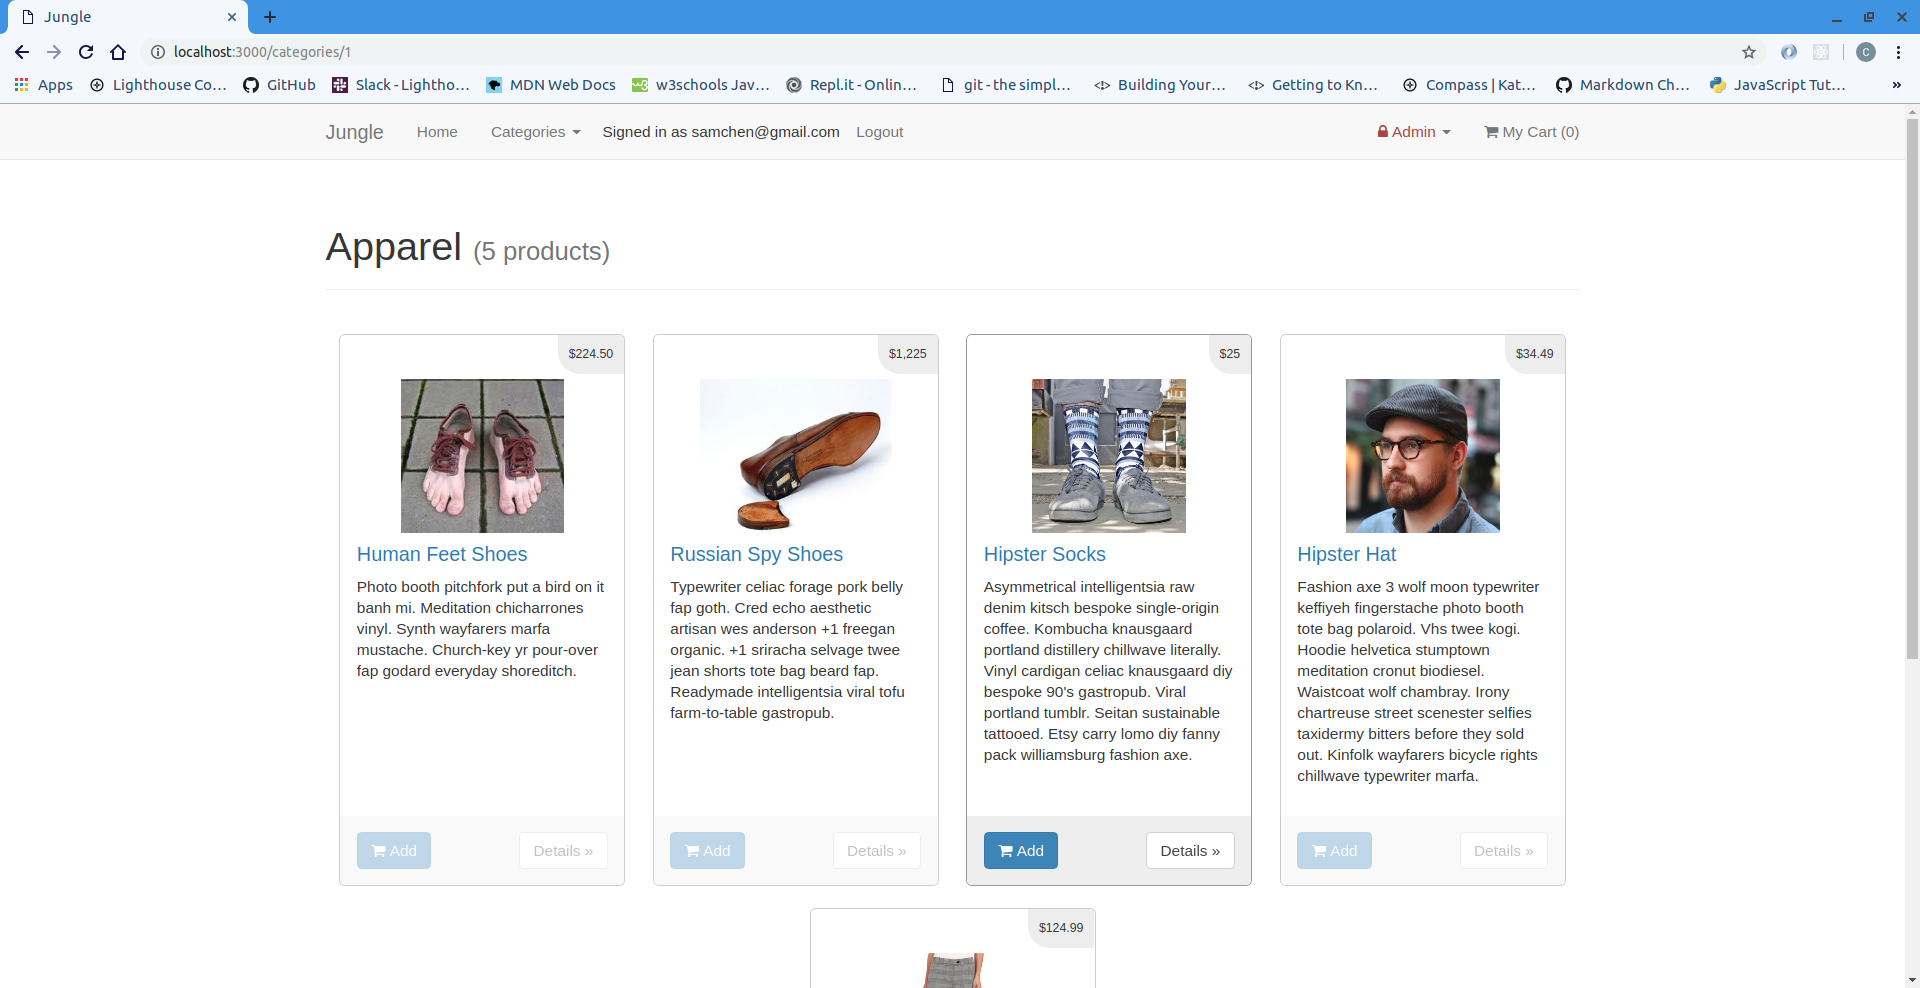 Jungle
localhost:3000/categories/1
C
Apps
Lighthouse Co…
GitHub
Slack - Lightho…
MDN Web Docs
w3schools Jav…
Repl.it - Onlin…
git - the simpl…
Building Your…
Getting to Kn…
Compass | Kat…
Markdown Ch…
JavaScript Tut…
»
Jungle
Home
Categories
Signed in as samchen@gmail.com
Logout
Admin
My Cart (0)
Apparel (5 products)
$224.50
Human Feet Shoes
Photo booth pitchfork put a bird on it
banh mi. Meditation chicharrones
vinyl. Synth wayfarers marfa
mustache. Church-key yr pour-over
fap godard everyday shoreditch.
Add
Details »
$1,225
Russian Spy Shoes
Typewriter celiac forage pork belly
fap goth. Cred echo aesthetic
artisan wes anderson +1 freegan
organic. +1 sriracha selvage twee
jean shorts tote bag beard fap.
Readymade intelligentsia viral tofu
farm-to-table gastropub.
Add
Details »
$25
Hipster Socks
Asymmetrical intelligentsia raw
denim kitsch bespoke single-origin
coffee. Kombucha knausgaard
portland distillery chillwave literally.
Vinyl cardigan celiac knausgaard diy
bespoke 90's gastropub. Viral
portland tumblr. Seitan sustainable
tattooed. Etsy carry lomo diy fanny
pack williamsburg fashion axe.
Add
Details »
$34.49
Hipster Hat
Fashion axe 3 wolf moon typewriter
keffiyeh fingerstache photo booth
tote bag polaroid. Vhs twee kogi.
Hoodie helvetica stumptown
meditation cronut biodiesel.
Waistcoat wolf chambray. Irony
chartreuse street scenester selfies
taxidermy bitters before they sold
out. Kinfolk wayfarers bicycle rights
chillwave typewriter marfa.
Add
Details »
$124.99